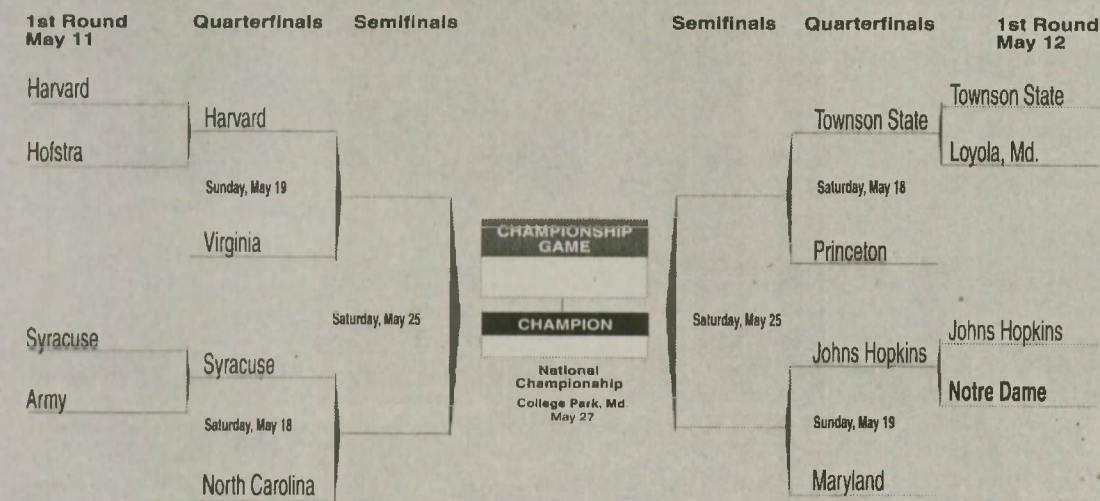 1st Round
May 11
Quarterfinals
Semifinals
Semifinals
Quarterfinals
1st Round
May 12
Harvard
Hofstra
Harvard
Sunday, May 19
Virginia
Syracuse
Army
Syracuse
Saturday, May 18
North Carolina
Saturday, May 25
CHAMPIONSHIP
GAME
CHAMPION
National
Championship
College Park, Md.
May 27
Saturday, May 25
Townson State
Saturday, May 18
Princeton
Johns Hopkins
Sunday, May 19
Maryland
Townson State
Loyola, Md.
Johns Hopkins
Notre Dame